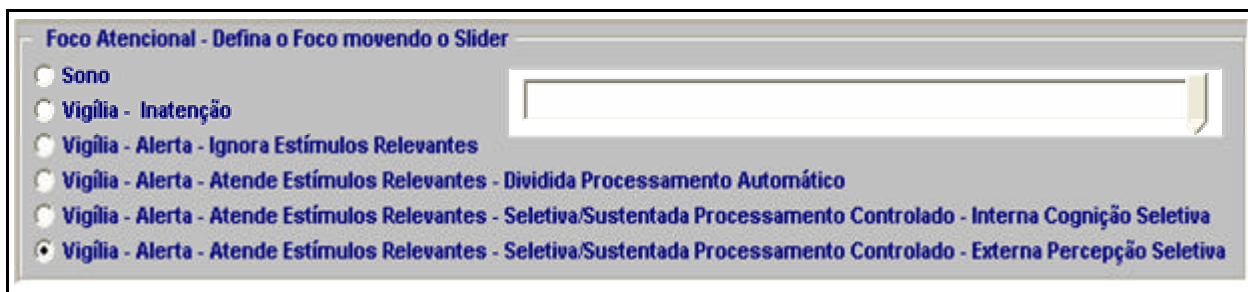 Foco Atencional - Defina o Foco movendo o Slider
Sono
Vigília - Inatenção
Vigília - Alerta - Ignora Estímulos Relevantes
Vigília - Alerta - Atende Estímulos Relevantes - Dividida Processamento Automático
Vigília - Alerta - Atende Estímulos Relevantes - Seletiva/Sustentada Processamento Controlado - Interna Cognição Seletiva
Vigília - Alerta - Atende Estímulos Relevantes - Seletiva/Sustentada Processamento Controlado - Externa Percepção Seletiva